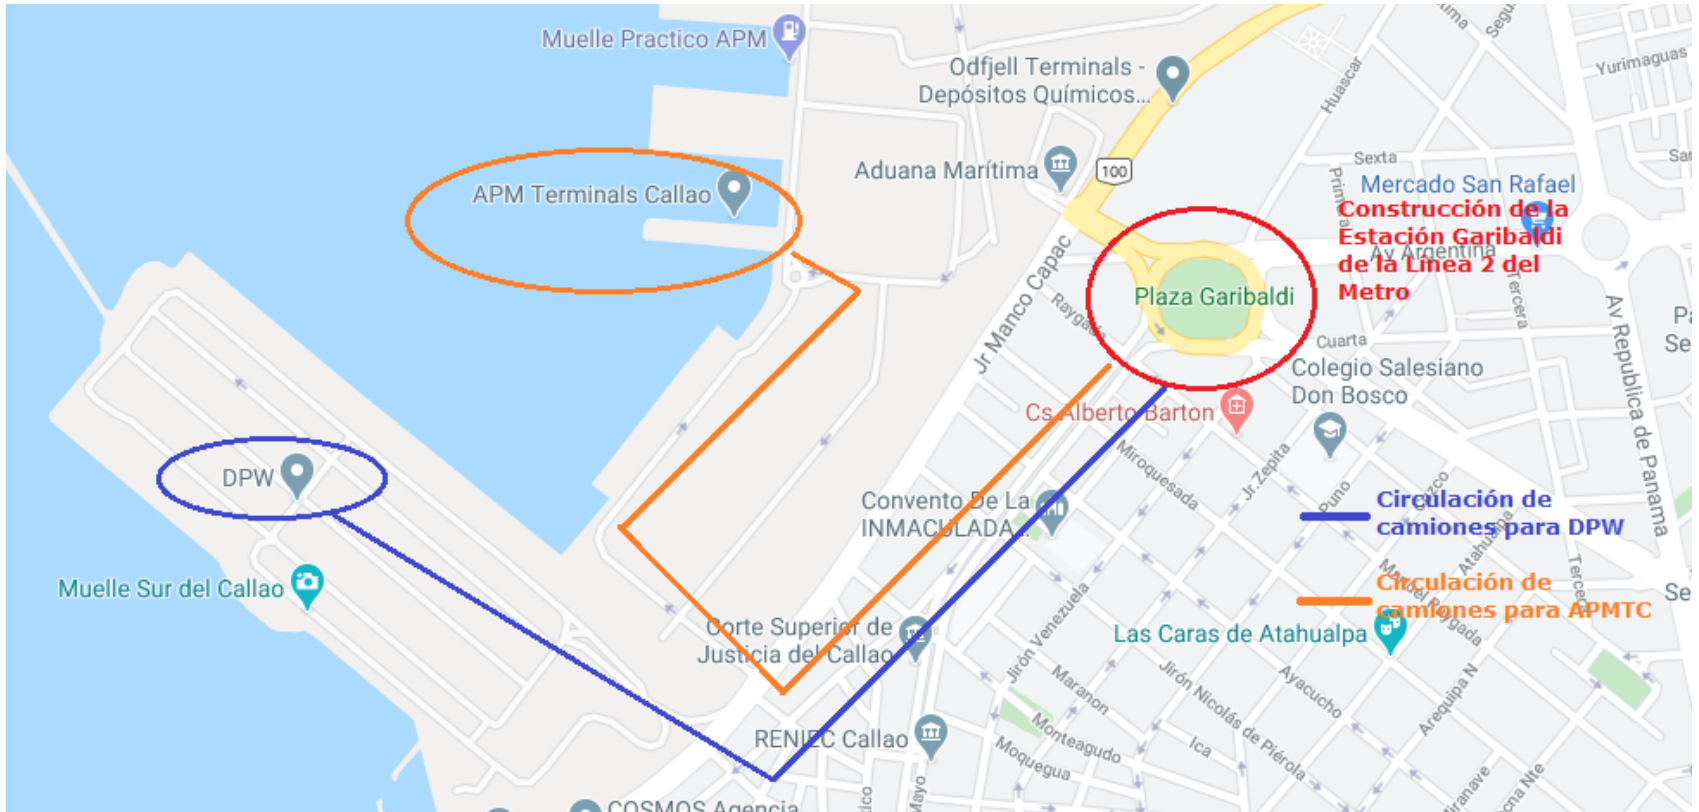 Muelle Practico APM
Odfjell Terminals -
Depósitos Químicos...
Huascar
Yurimaguas
Aduana Marítima
100
Sexta
Primera
Mercado San Rafael
APM Terminals Callao
Construcción de la
Estación Garibaldi
de la Línea 2 del
Metro
Av Argentina
Tercera
Plaza Garibaldi
Raygada
Jr Manco Capac
Cuarta
Av Republica de Panama
Colegio Salesiano
Don Bosco
Cs Alberto Barton
Miroquesada
Jr.Zepita
Puno
Cuzco
Atahualpa
DPW
Convento De La
INMACULADA...
Circulación de
camiones para DPW
Muelle Sur del Callao
Circulación de
camiones para APMTC
Corte Superior de
Justicia del Callao
Jirón Venezuela
Las Caras de Atahualpa
Maranon
Jirón Nicolás de Piérola
Ayacucho
Arequipa N
RENIEC Callao
Monteagudo
Moquegua
Ica
COSMOS Agencia